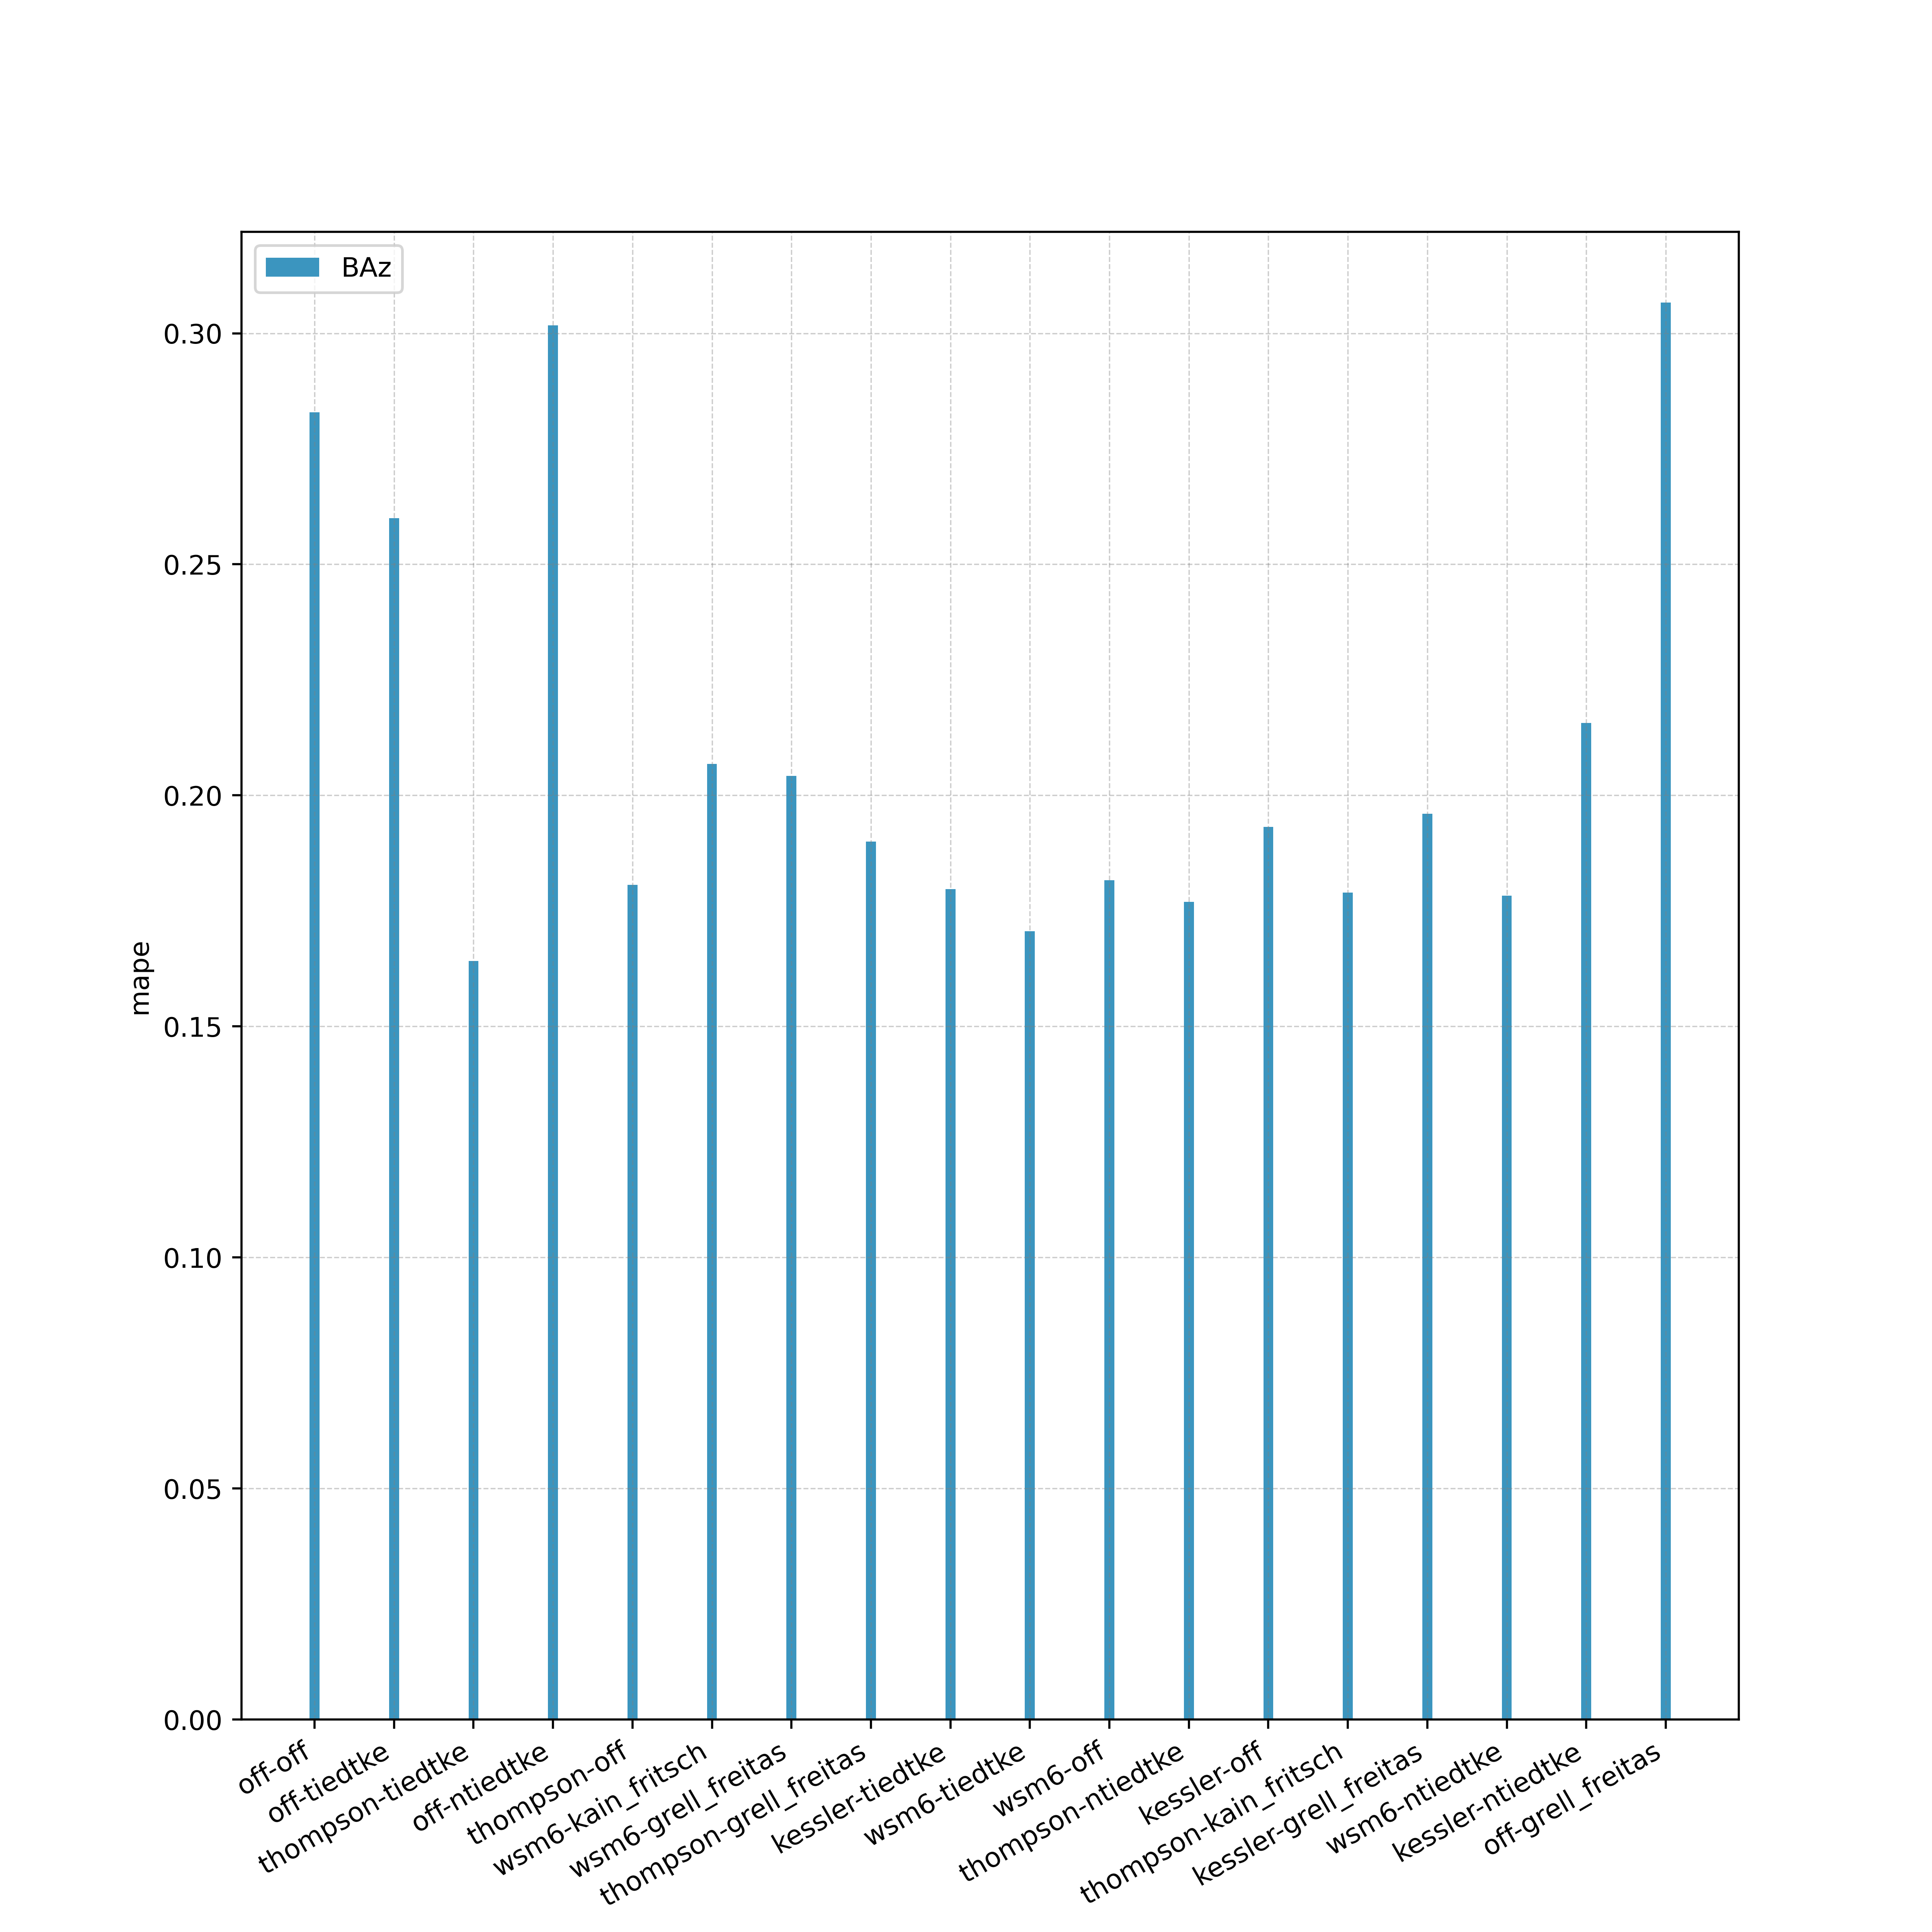 BAz
0.30
0.25
0.20
0.15
0.10
0.05
0.00
mape
off-off
off-tiedtke
thompson-tiedtke
off-ntiedtke
thompson-off
wsm6-kain_fritsch
wsm6-grell_freitas
thompson-grell_freitas
kessler-tiedtke
wsm6-tiedtke
wsm6-off
thompson-ntiedtke
kessler-off
thompson-kain_fritsch
kessler-grell_freitas
wsm6-ntiedtke
kessler-ntiedtke
off-grell_freitas